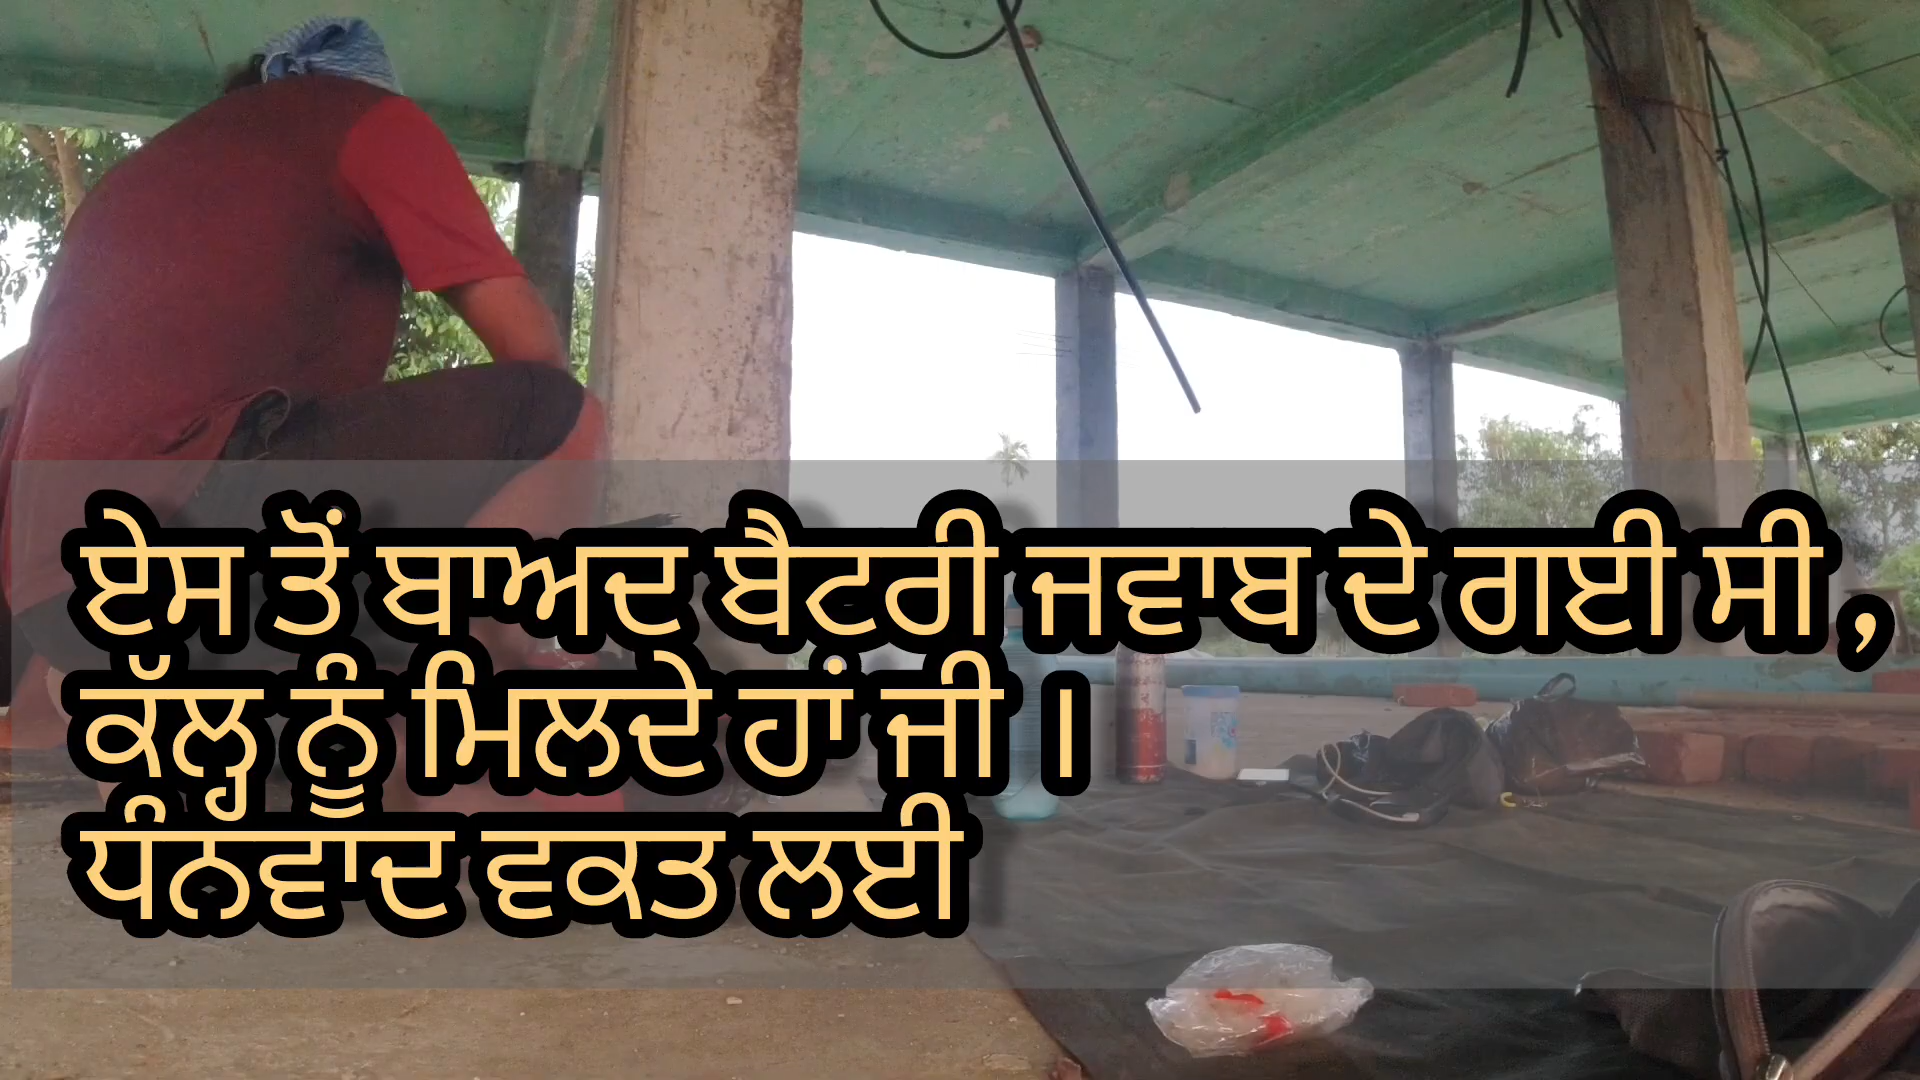 ਏਸ ਤੋਂ ਬਾਅਦ ਬੈਟਰੀ ਜਵਾਬ ਦੇ ਗਈ ਸੀ ,
ਕੱਲ੍ਹ ਨੂੰ ਮਿਲਦੇ ਹਾਂ ਜੀ ।
ਧੰਨਵਾਦ ਵਕਤ ਲਈ